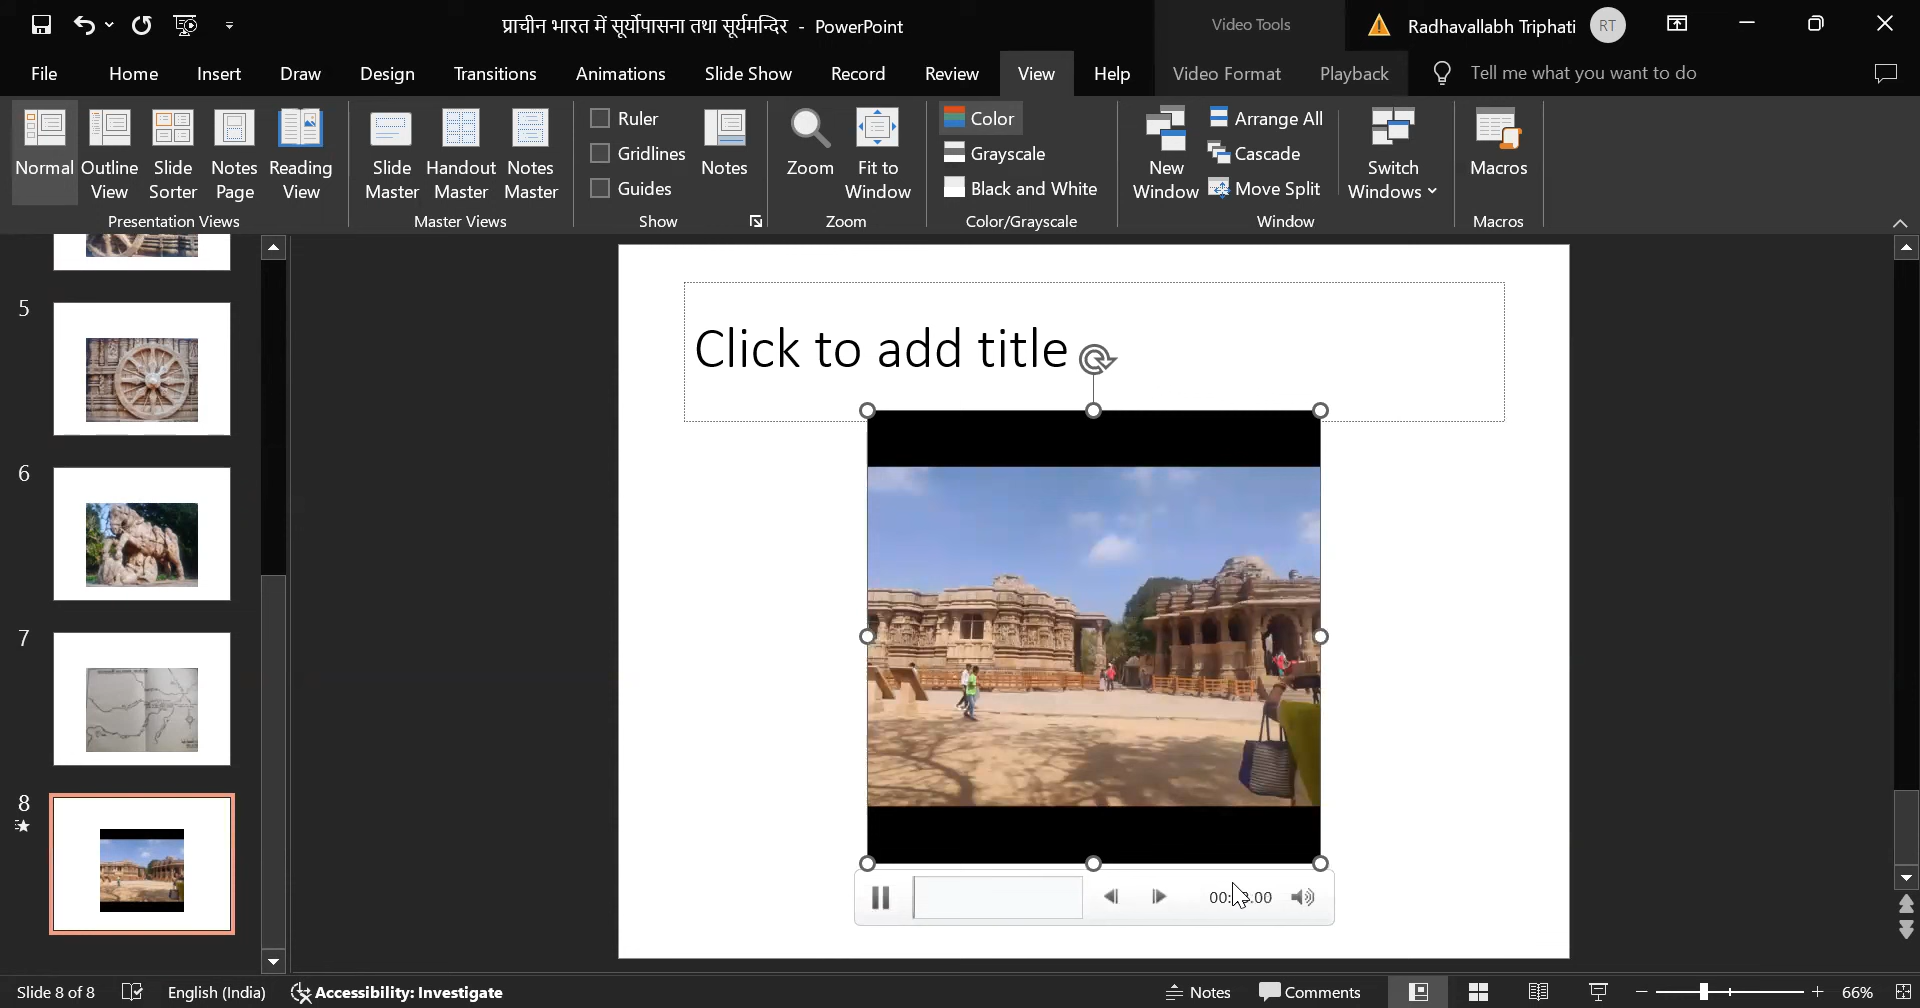 प्राचीन भारत में सूर्योपासना तथा सूर्यमन्दिर - PowerPoint
Video Tools
Radhavallabh Triphati RT
File Home Insert Draw Design Transitions Animations Slide Show Record Review View Help Video Format Playback Tell me what you want to do
Normal
Outline View
Slide Sorter
Notes Page
Reading View
Presentation Views
Slide Master
Handout Master
Notes Master
Master Views
Ruler
Gridlines
Guides
Notes
Show
Zoom
Fit to Window
Zoom
Color
Grayscale
Black and White
Color/Grayscale
New Window
Arrange All
Cascade
Move Split
Switch Windows
Window
Macros
Macros
5
6
7
8
Click to add title
Slide 8 of 8
English (India)
Accessibility: Investigate
Notes
Comments
66%